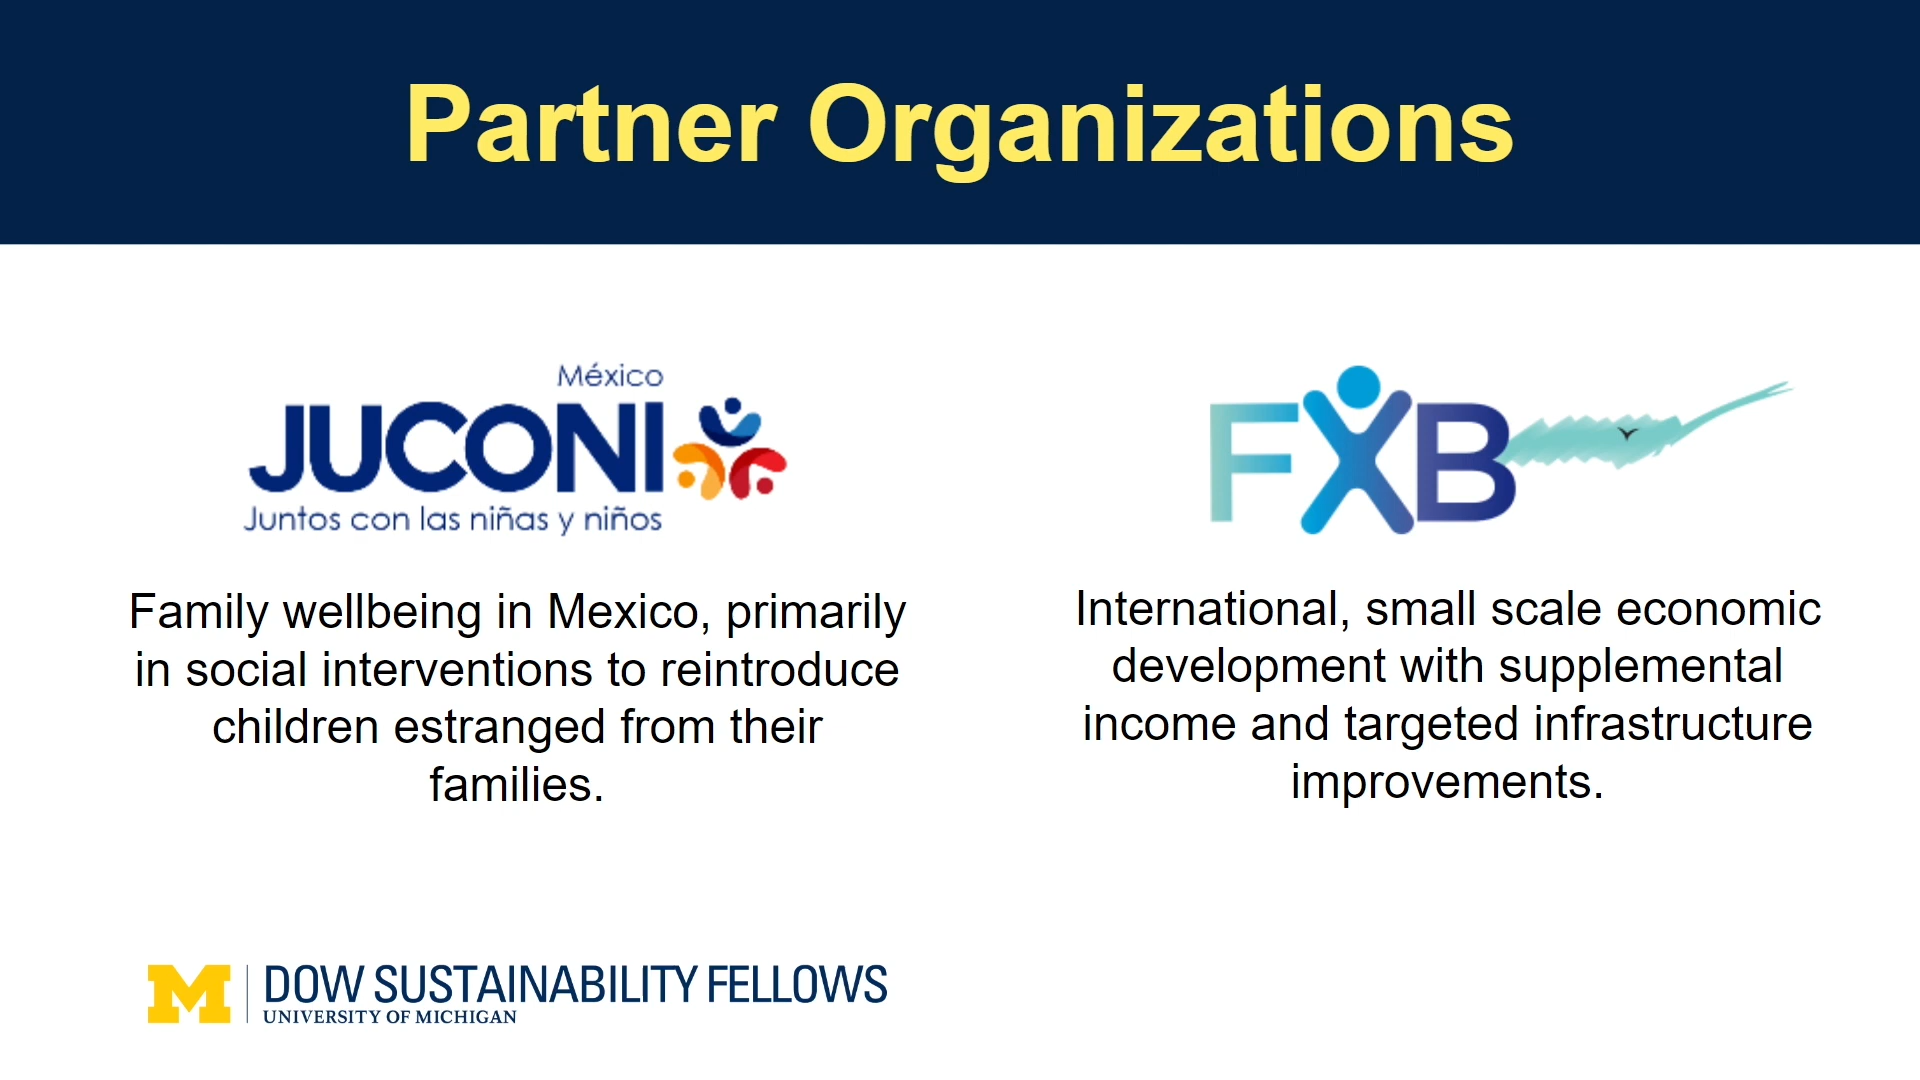 Partner Organizations
México
JUCONI
Juntos con las niñas y niños
Family wellbeing in Mexico, primarily
in social interventions to reintroduce
children estranged from their
families.
FXB
International, small scale economic
development with supplemental
income and targeted infrastructure
improvements.
M
DOW SUSTAINABILITY FELLOWS
UNIVERSITY OF MICHIGAN